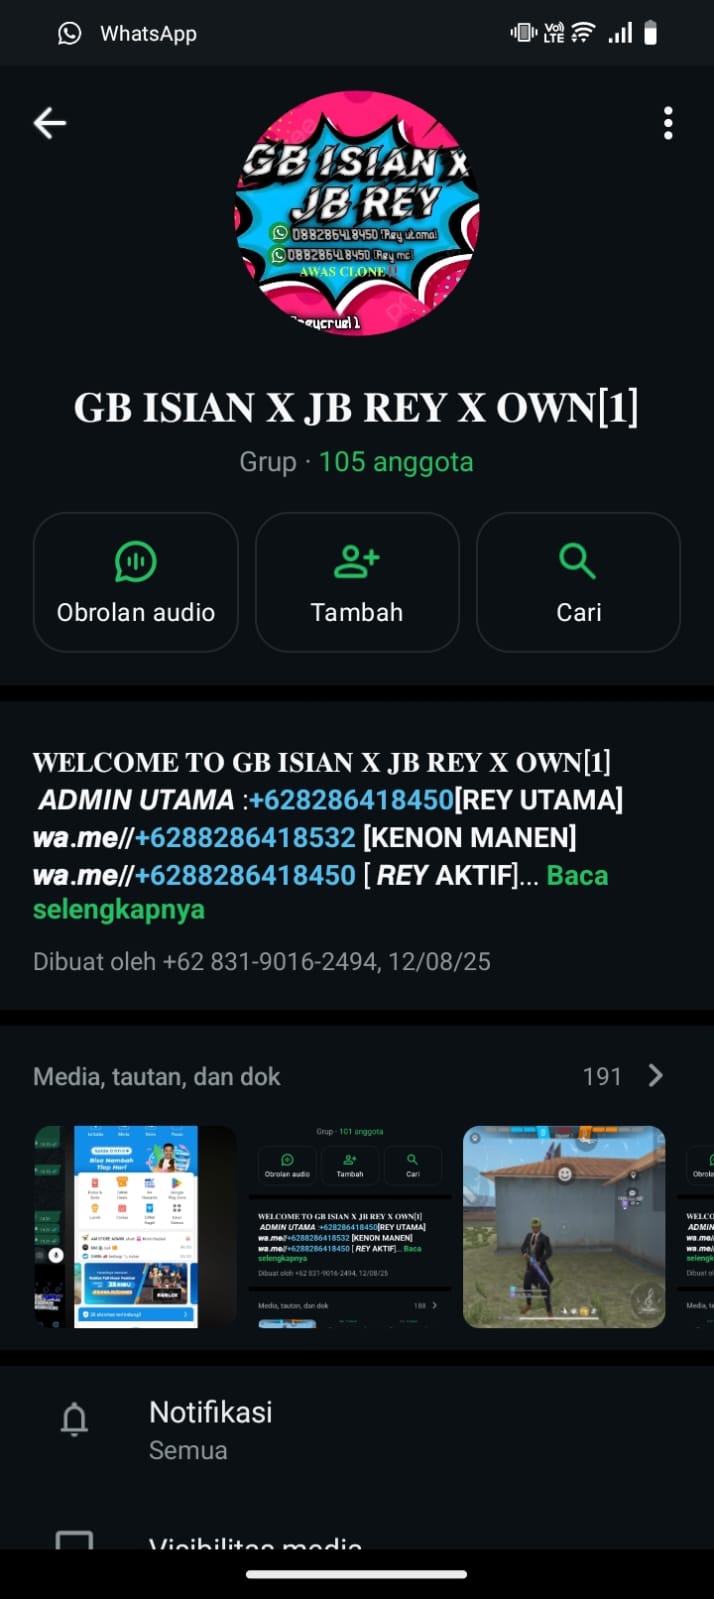 WhatsApp
Vo))
LTE
GB ISIAN X
JB REY
088286418450 [Rey utama]
088286418450 [Rey mc]
AWAS CLONE‼
GB ISIAN X JB REY X OWN[1]
Grup · 105 anggota
Obrolan audio
Tambah
Cari
WELCOME TO GB ISIAN X JB REY X OWN[1]
ADMIN UTAMA :+628286418450[REY UTAMA]
wa.me//+6288286418532 [KENON MANEN]
wa.me//+6288286418450 [ REY AKTIF]... Baca
selengkapnya
Dibuat oleh +62 831-9016-2494, 12/08/25
Media, tautan, dan dok
191
Bisa Nambah
Tiap Hari
Grup · 101 anggota
Obrolan audio
Tambah
Cari
WELCOME TO GB ISIAN X JB REY X OWN[1]
ADMIN UTAMA :+628286418450[REY UTAMA]
wa.me//+6288286418532 [KENON MANEN]
wa.me//+6288286418450 [ REY AKTIF]... Baca
selengkapnya
Dibuat oleh +62 831-9016-2494, 12/08/25
Media, tautan, dan dok
188
Notifikasi
Semua
Visibilitas media